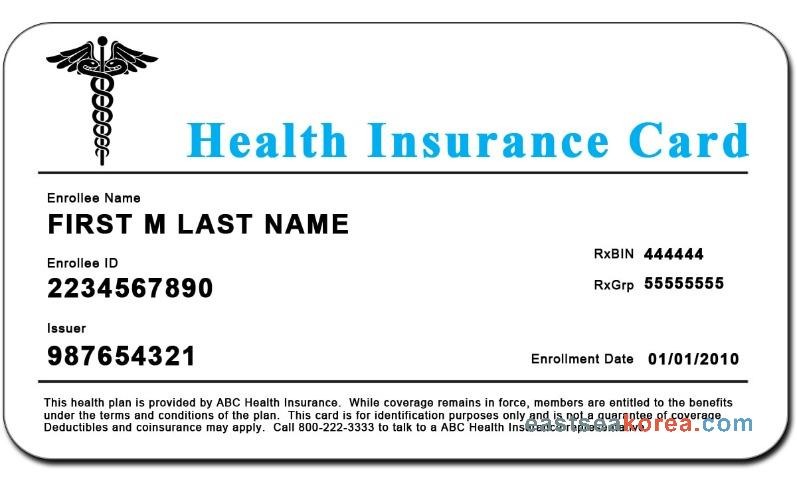 Health Insurance Card
Enrollee Name
FIRST M LAST NAME
RxBIN 444444
Enrollee ID
RxGrp 55555555
2234567890
Issuer
987654321
Enrollment Date 01/01/2010
This health plan is provided by ABC Health Insurance. While coverage remains in force, members are entitled to the benefits
under the terms and conditions of the plan. This card is for identification purposes only and is not a guarantee of coverage.
Deductibles and coinsurance may apply. Call 800-222-3333 to talk to a ABC Health Insurance representative.
eastseakorea.com